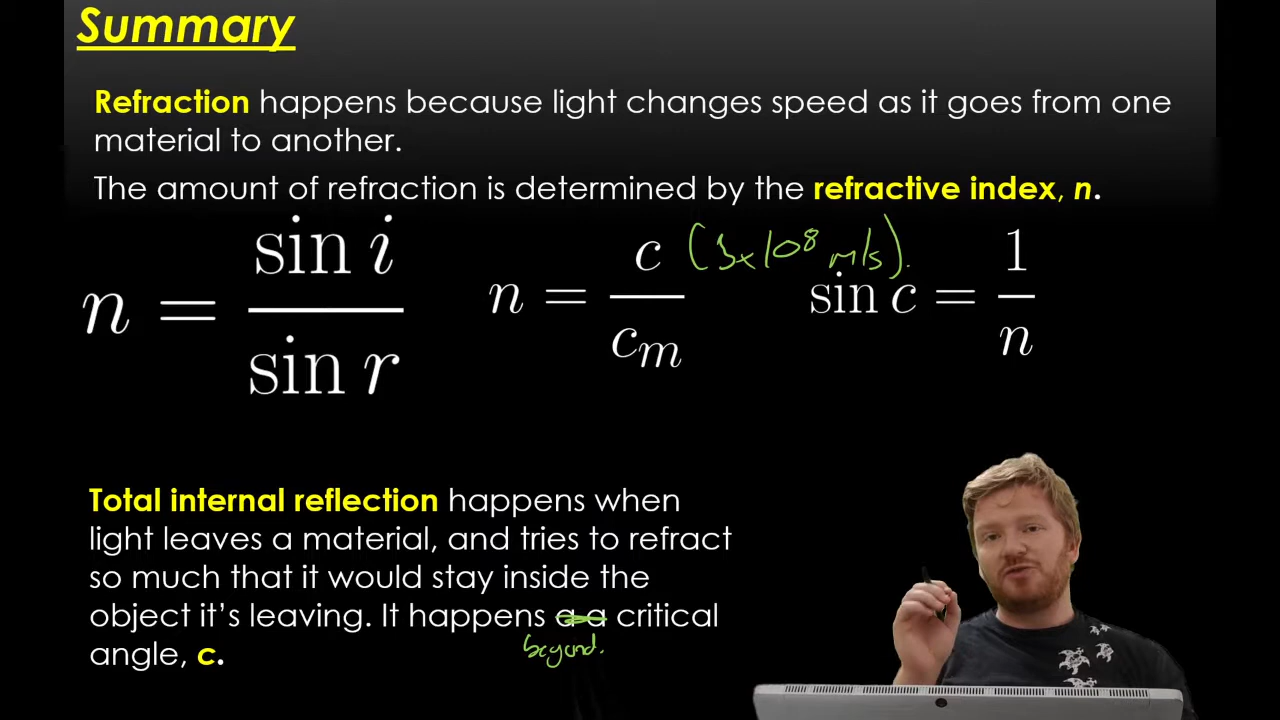 Summary
Refraction happens because light changes speed as it goes from one
material to another.
The amount of refraction is determined by the refractive index, n.
n = sin i / sin r
n = c / cm (3x10⁸ m/s).
sin c = 1 / n
Total internal reflection happens when
light leaves a material, and tries to refract
so much that it would stay inside the
object it's leaving. It happens a a critical
beyond.
angle, c.